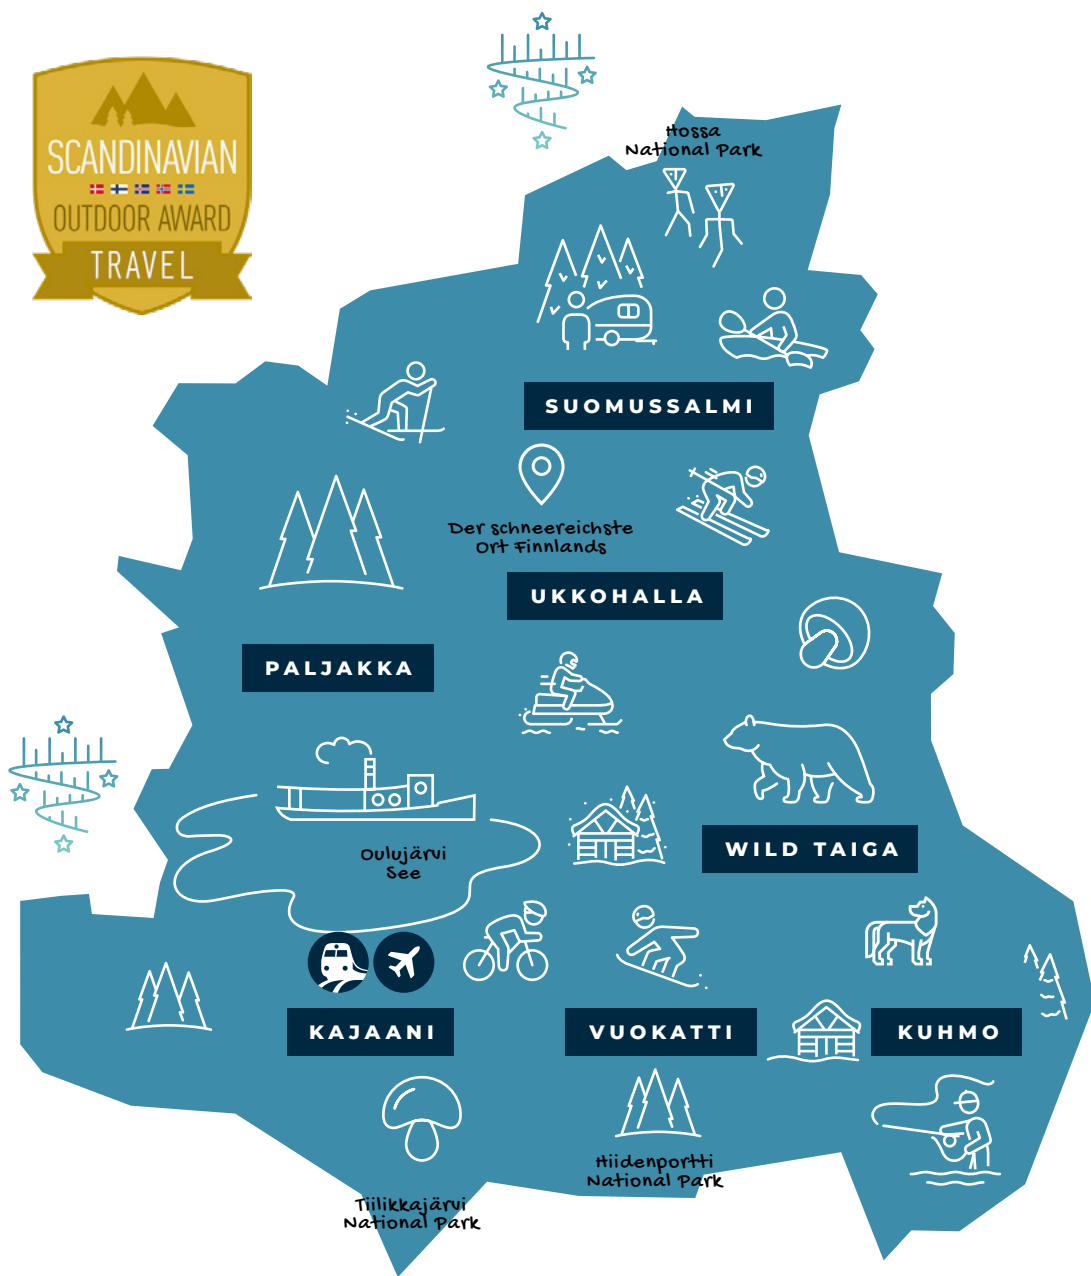 SCANDINAVIAN
OUTDOOR AWARD
TRAVEL
Hossa
National Park
SUOMUSSALMI
Der schneereichste
Ort Finnlands
UKKOHALLA
PALJAKKA
Oulujärvi
See
WILD TAIGA
KAJAANI
VUOKATTI
KUHMO
Hiidenportti
National Park
Tiilikkajärvi
National Park